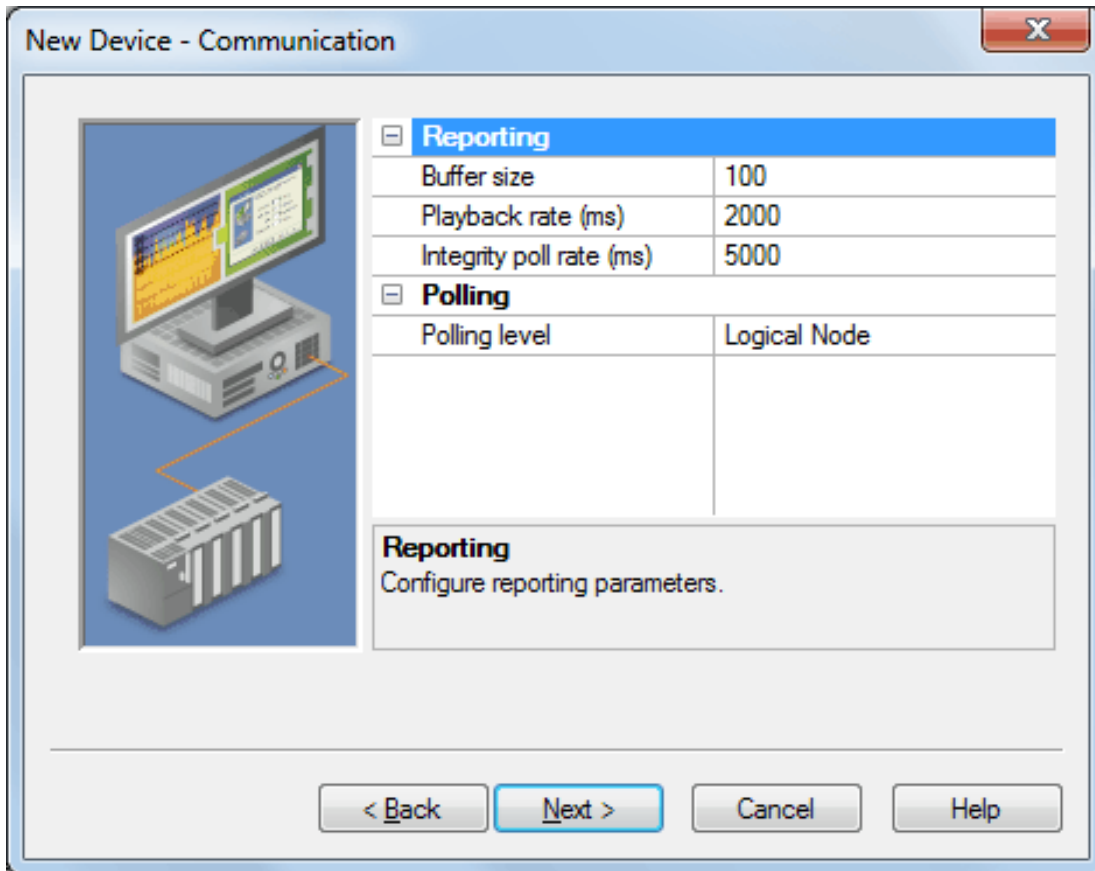 New Device - Communication
Reporting
Buffer size 100
Playback rate (ms) 2000
Integrity poll rate (ms) 5000
Polling
Polling level Logical Node
Reporting
Configure reporting parameters.
< Back Next > Cancel Help